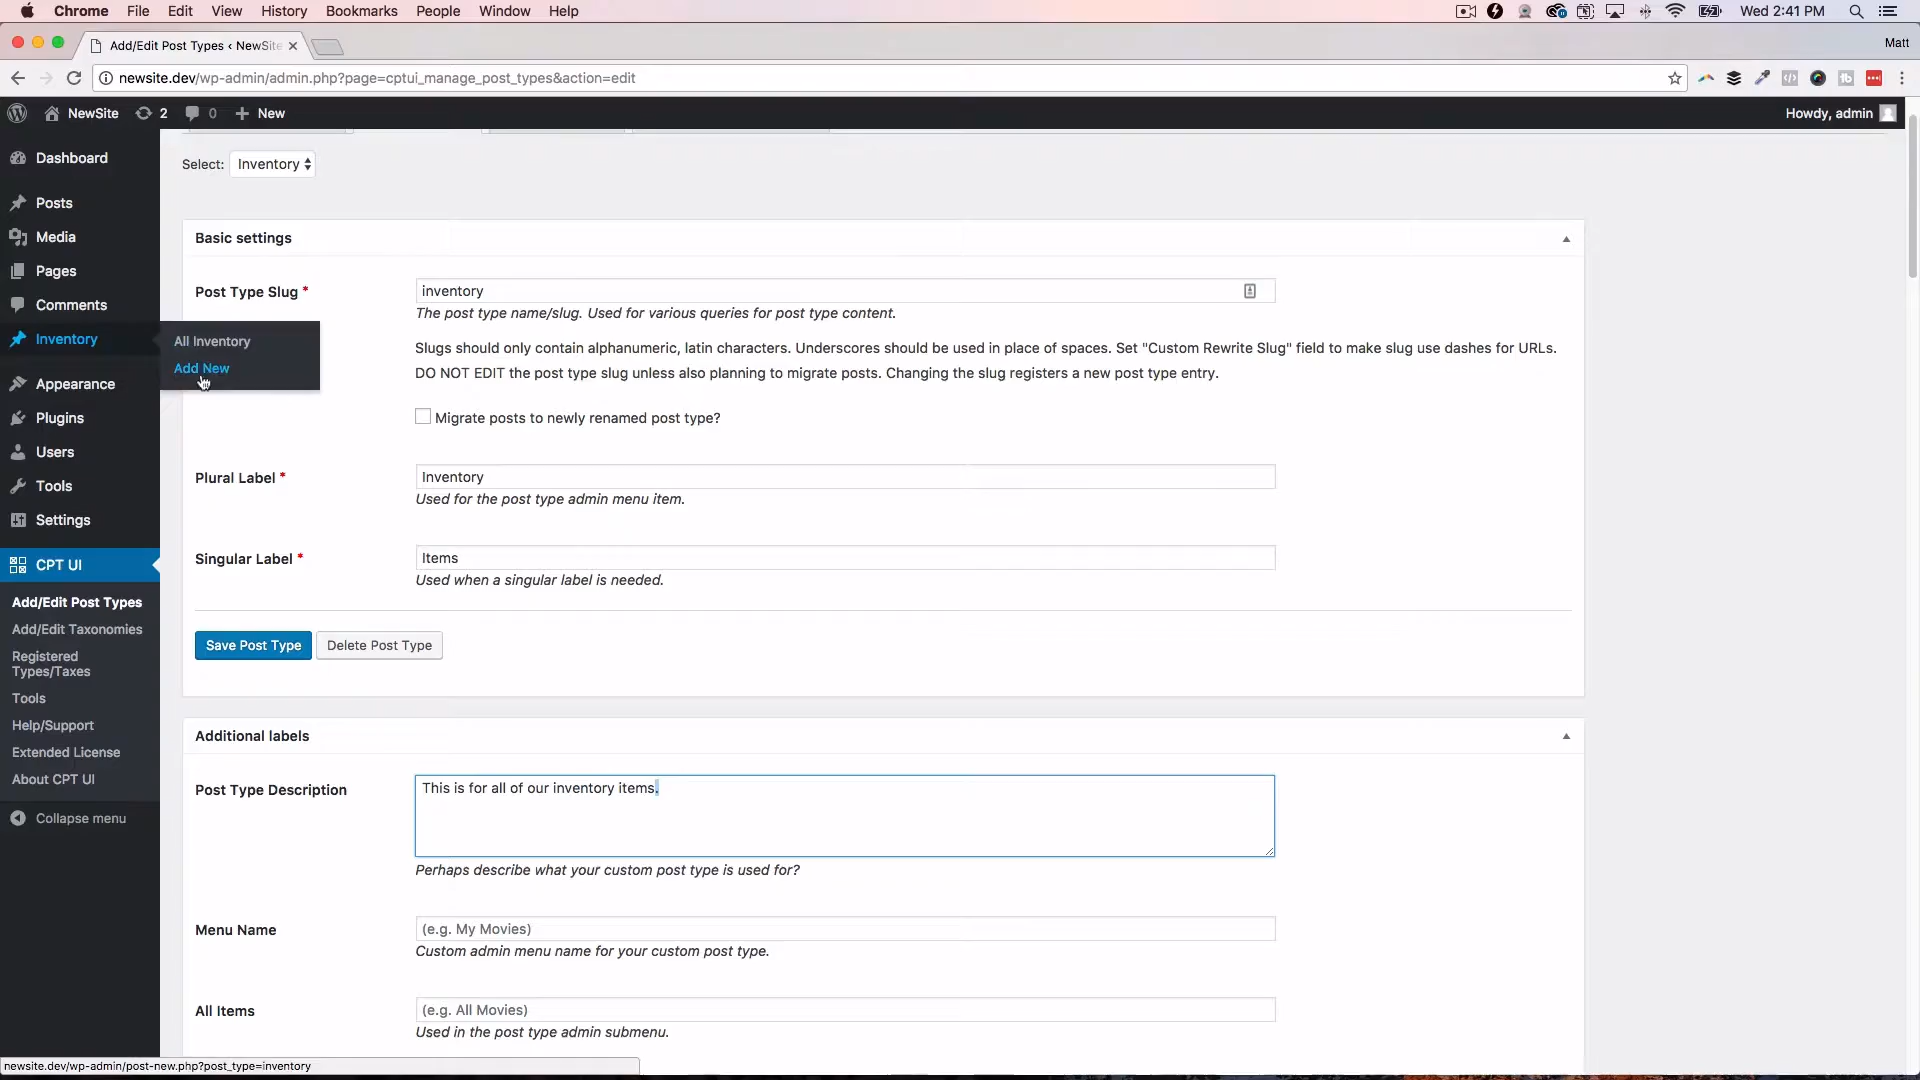 Chrome File Edit View History Bookmarks People Window Help Wed 2:41 PM
Add/Edit Post Types ‹ NewSite Matt
newsite.dev/wp-admin/admin.php?page=cptui_manage_post_types&action=edit
NewSite 2 0 New Howdy, admin
Dashboard
Posts
Media
Pages
Comments
Inventory
All Inventory
Add New
Appearance
Plugins
Users
Tools
Settings
CPT UI
Add/Edit Post Types
Add/Edit Taxonomies
Registered
Types/Taxes
Tools
Help/Support
Extended License
About CPT UI
Collapse menu
Select: Inventory
Basic settings
Post Type Slug * inventory
The post type name/slug. Used for various queries for post type content.
Slugs should only contain alphanumeric, latin characters. Underscores should be used in place of spaces. Set "Custom Rewrite Slug" field to make slug use dashes for URLs.
DO NOT EDIT the post type slug unless also planning to migrate posts. Changing the slug registers a new post type entry.
Migrate posts to newly renamed post type?
Plural Label * Inventory
Used for the post type admin menu item.
Singular Label * Items
Used when a singular label is needed.
Save Post Type Delete Post Type
Additional labels
Post Type Description This is for all of our inventory items.
Perhaps describe what your custom post type is used for?
Menu Name (e.g. My Movies)
Custom admin menu name for your custom post type.
All Items (e.g. All Movies)
Used in the post type admin submenu.
newsite.dev/wp-admin/post-new.php?post_type=inventory